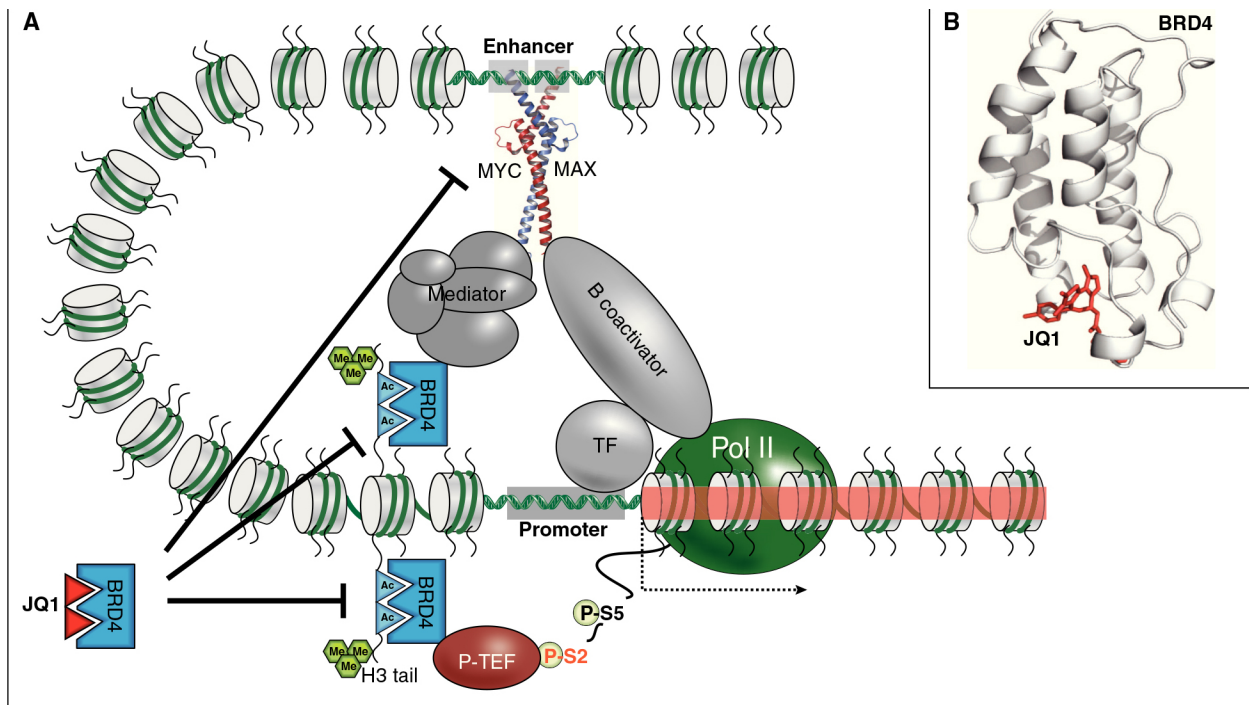 A
Enhancer
MYC
MAX
Mediator
B coactivator
Me
Me
Me
Ac
Ac
BRD4
TF
Pol II
Promoter
JQ1
BRD4
Ac
Ac
BRD4
Me
Me
Me
H3 tail
P-TEF
P-S2
P-S5
B
BRD4
JQ1